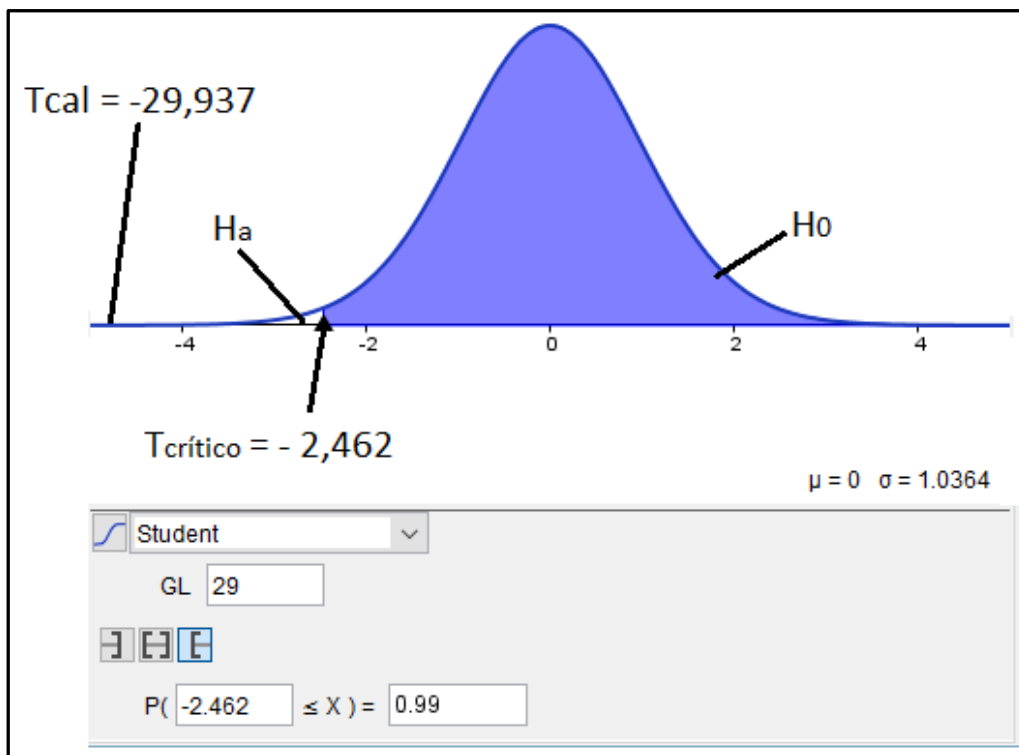 Tcal = -29,937
Ha
H0
-4 -2 0 2 4
Tcrítico = - 2,462
μ = 0 σ = 1.0364
Student
GL 29
P( -2.462 ≤ X ) = 0.99